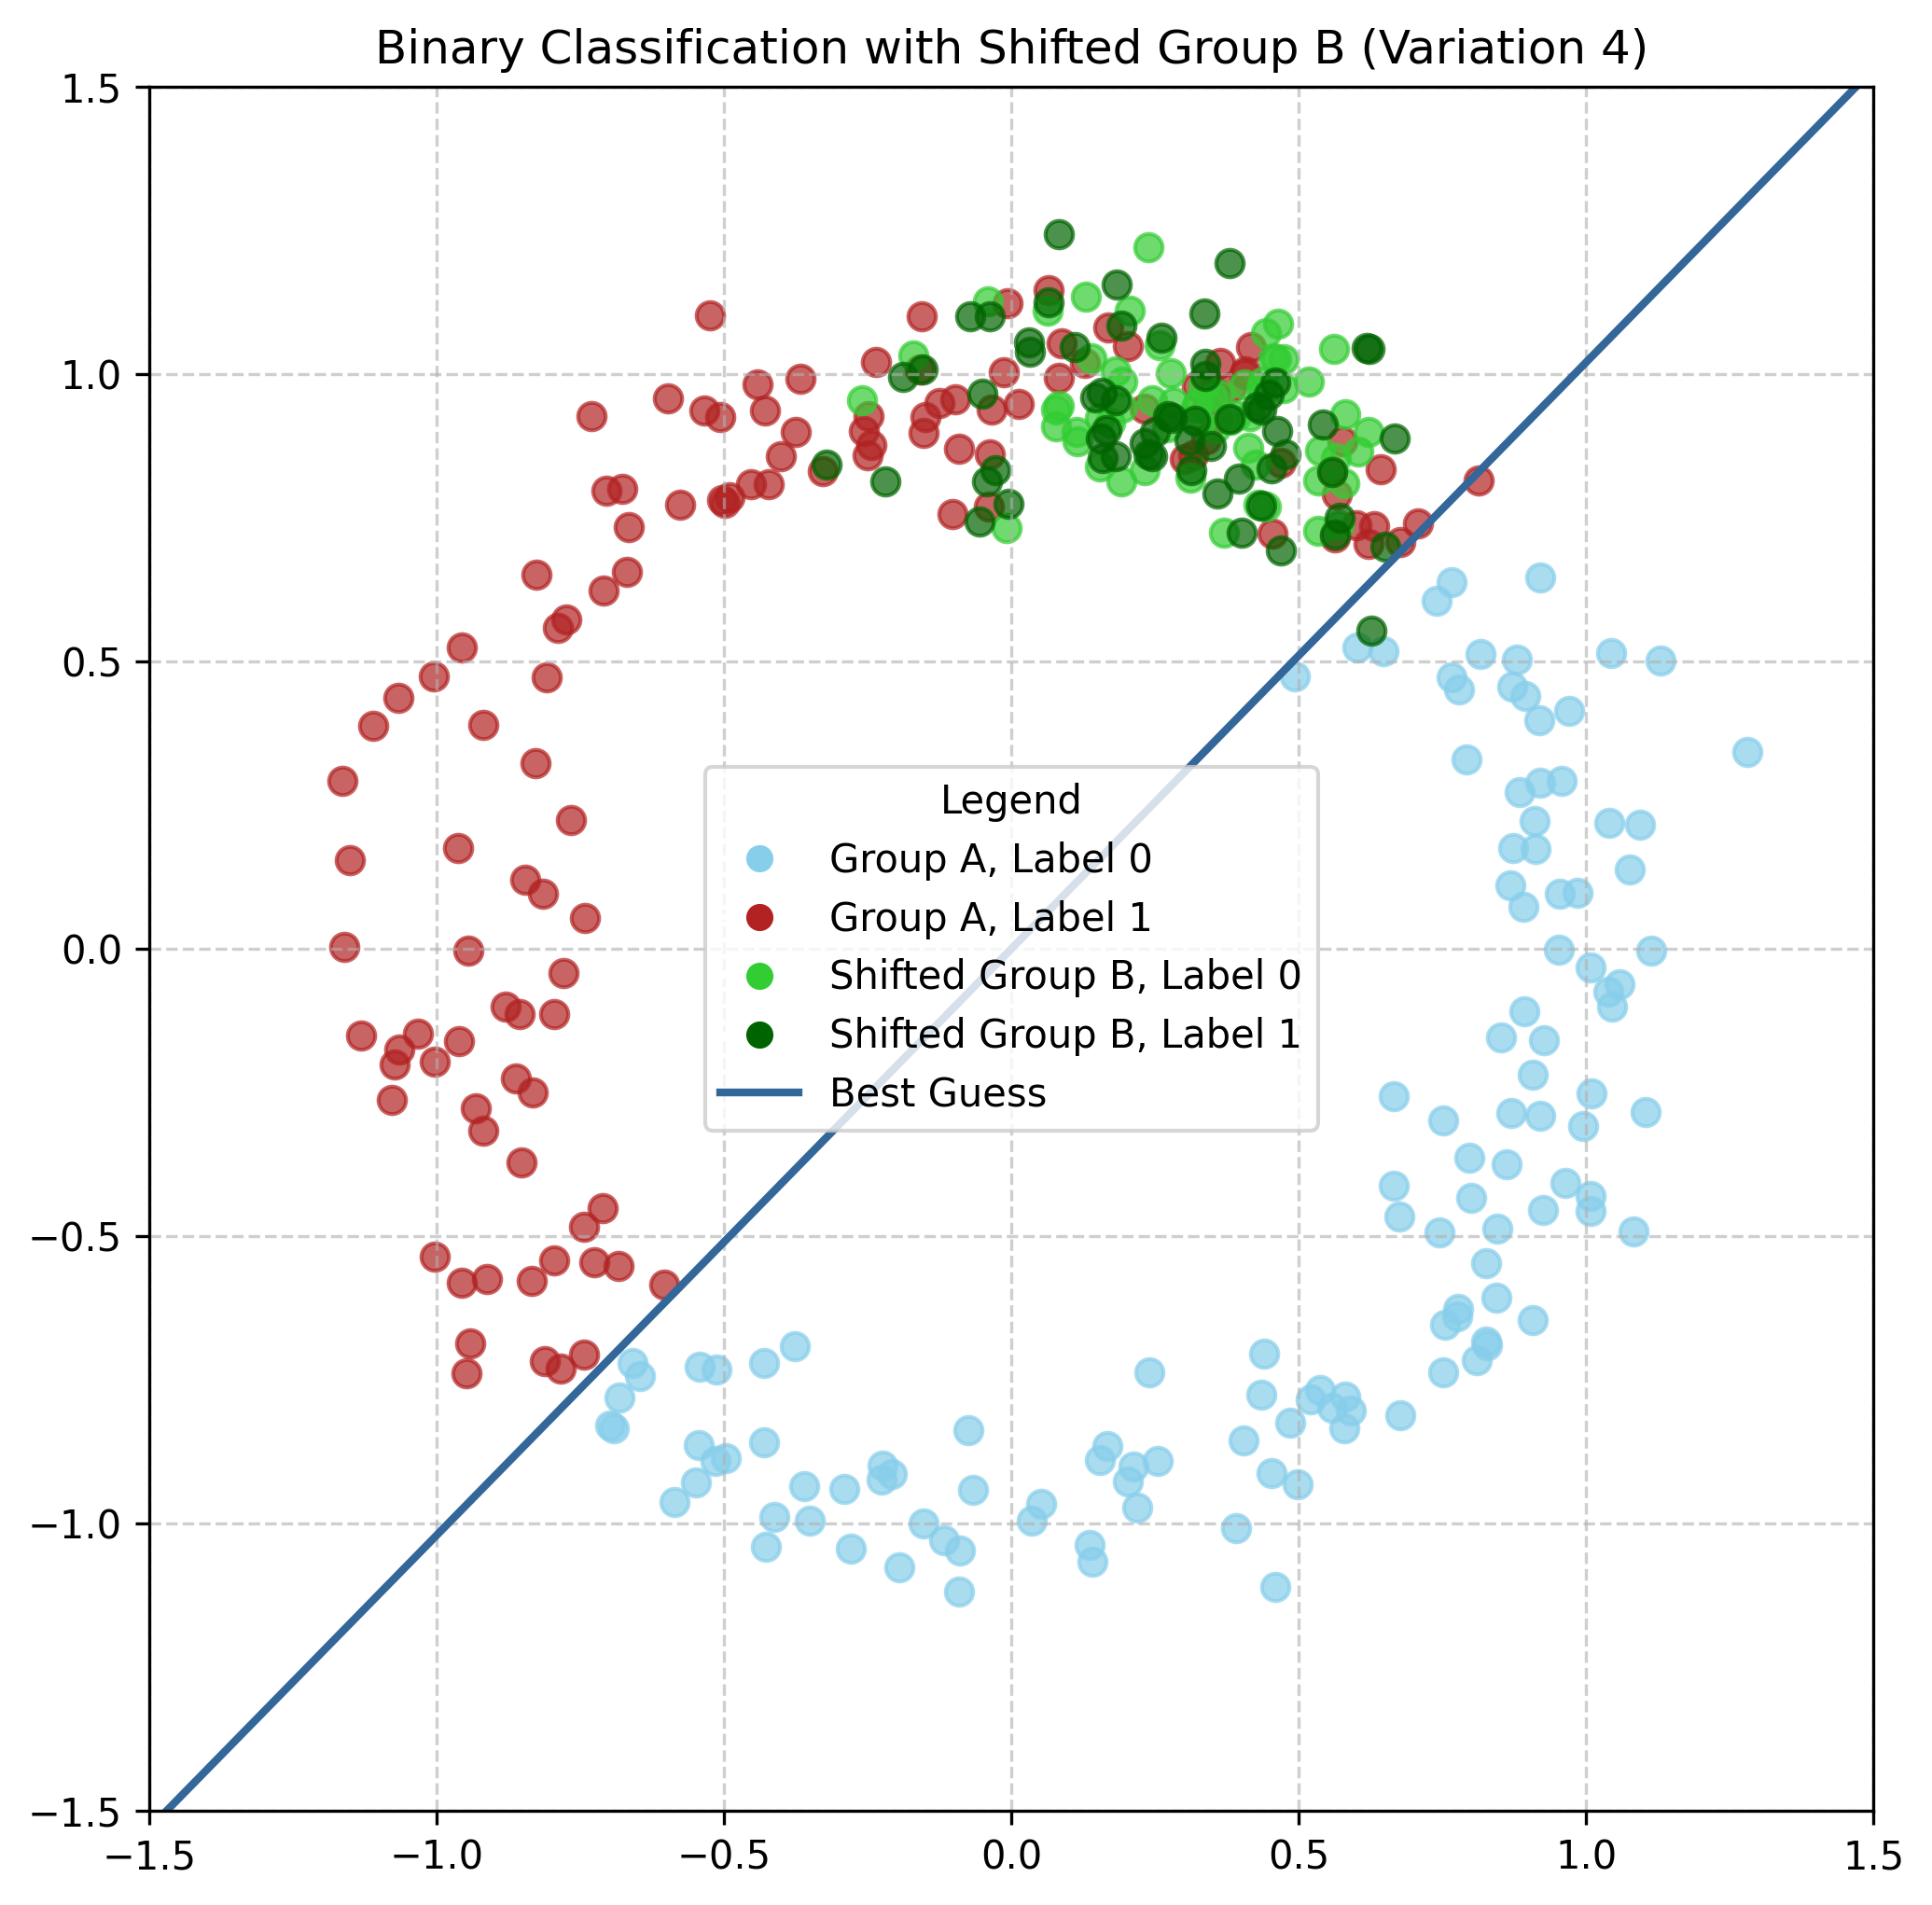 Binary Classification with Shifted Group B (Variation 4)
1.5
1.0
0.5
0.0
−0.5
−1.0
−1.5
Legend
Group A, Label 0
Group A, Label 1
Shifted Group B, Label 0
Shifted Group B, Label 1
Best Guess
−1.5 −1.0 −0.5 0.0 0.5 1.0 1.5